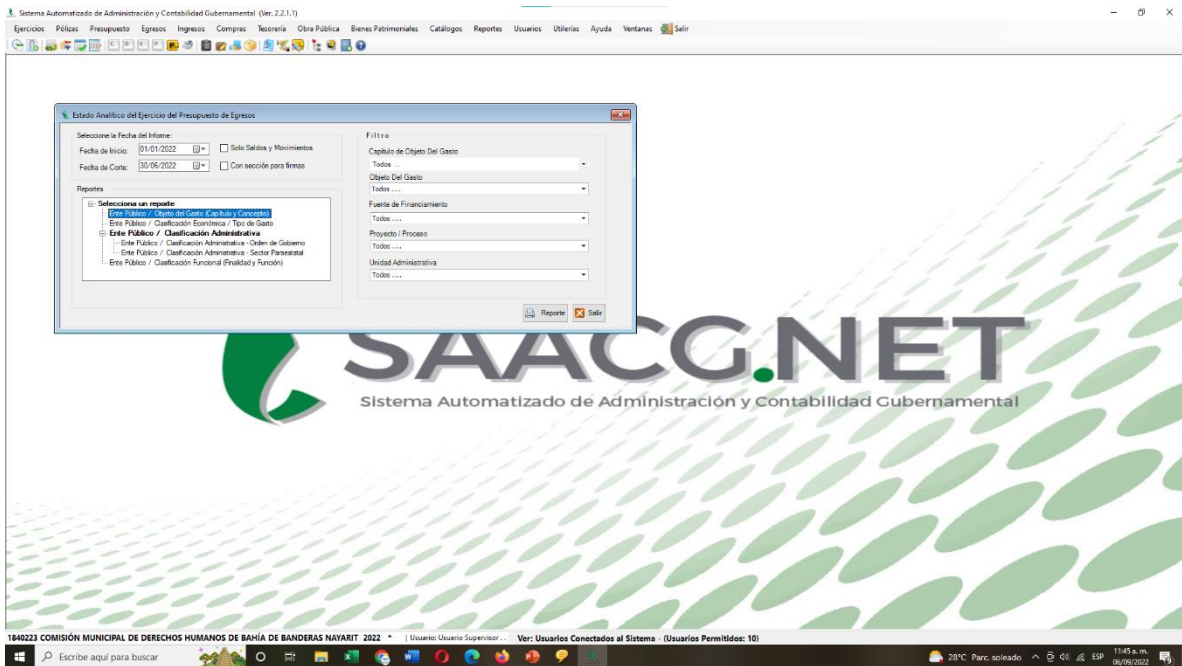 Sistema Automatizado de Administración y Contabilidad Gubernamental (Ver. 2.2.1.1)
Ejercicios Pólizas Presupuesto Egresos Ingresos Compras Tesorería Obra Pública Bienes Patrimoniales Catálogos Reportes Usuarios Utilerías Ayuda Ventanas Salir
Estado Analítico del Ejercicio del Presupuesto de Egresos
Seleccione la Fecha del Informe:
Fecha de Inicio: 01/01/2022 Solo Saldos y Movimientos
Fecha de Corte: 30/06/2022 Con sección para firmas
Reportes
Selecciona un reporte
Ente Público / Objeto del Gasto (Capítulo y Concepto)
Ente Público / Clasificación Económica / Tipo de Gasto
Ente Público / Clasificación Administrativa
Ente Público / Clasificación Administrativa - Orden de Gobierno
Ente Público / Clasificación Administrativa - Sector Paraestatal
Ente Público / Clasificación Funcional (Finalidad y Función)
Filtro
Capítulo de Objeto Del Gasto
Todos ...
Objeto Del Gasto
Todos ....
Fuente de Financiamiento
Todos ....
Proyecto / Proceso
Todos ....
Unidad Administrativa
Todos ....
Reporte Salir
SAACG.NET
Sistema Automatizado de Administración y Contabilidad Gubernamental
1840223 COMISIÓN MUNICIPAL DE DERECHOS HUMANOS DE BAHÍA DE BANDERAS NAYARIT 2022 * | Usuario: Usuario Supervisor . . Ver: Usuarios Conectados al Sistema - (Usuarios Permitidos: 10)
Escribe aquí para buscar 28°C Parc. soleado ESP 11:45 a. m.
06/09/2022